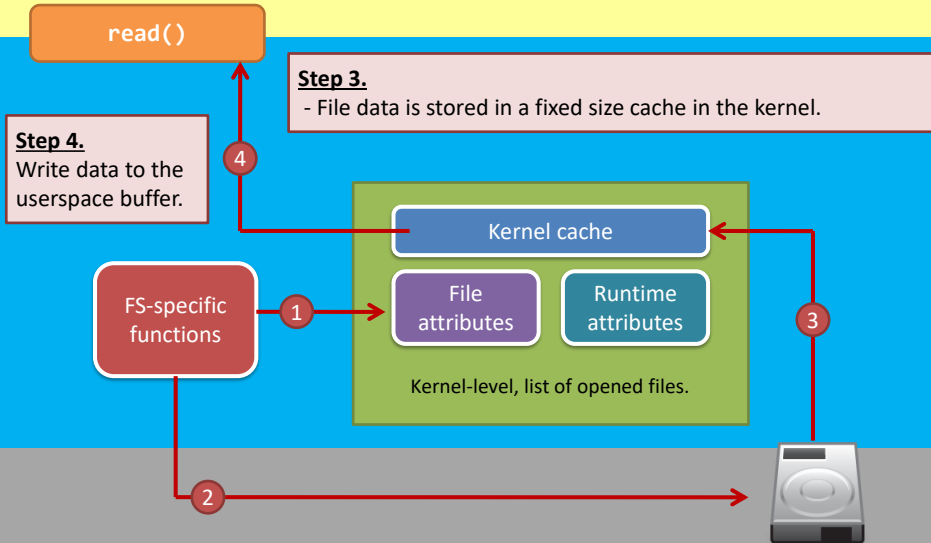 read()
Step 3.
- File data is stored in a fixed size cache in the kernel.
Step 4.
Write data to the
userspace buffer.
4
Kernel cache
FS-specific
functions
1
File
attributes
Runtime
attributes
3
Kernel-level, list of opened files.
2